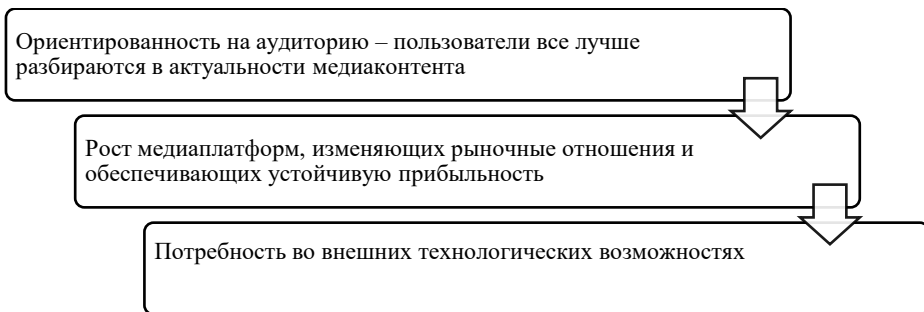 Ориентированность на аудиторию – пользователи все лучше
разбираются в актуальности медиаконтента
Рост медиаплатформ, изменяющих рыночные отношения и
обеспечивающих устойчивую прибыльность
Потребность во внешних технологических возможностях